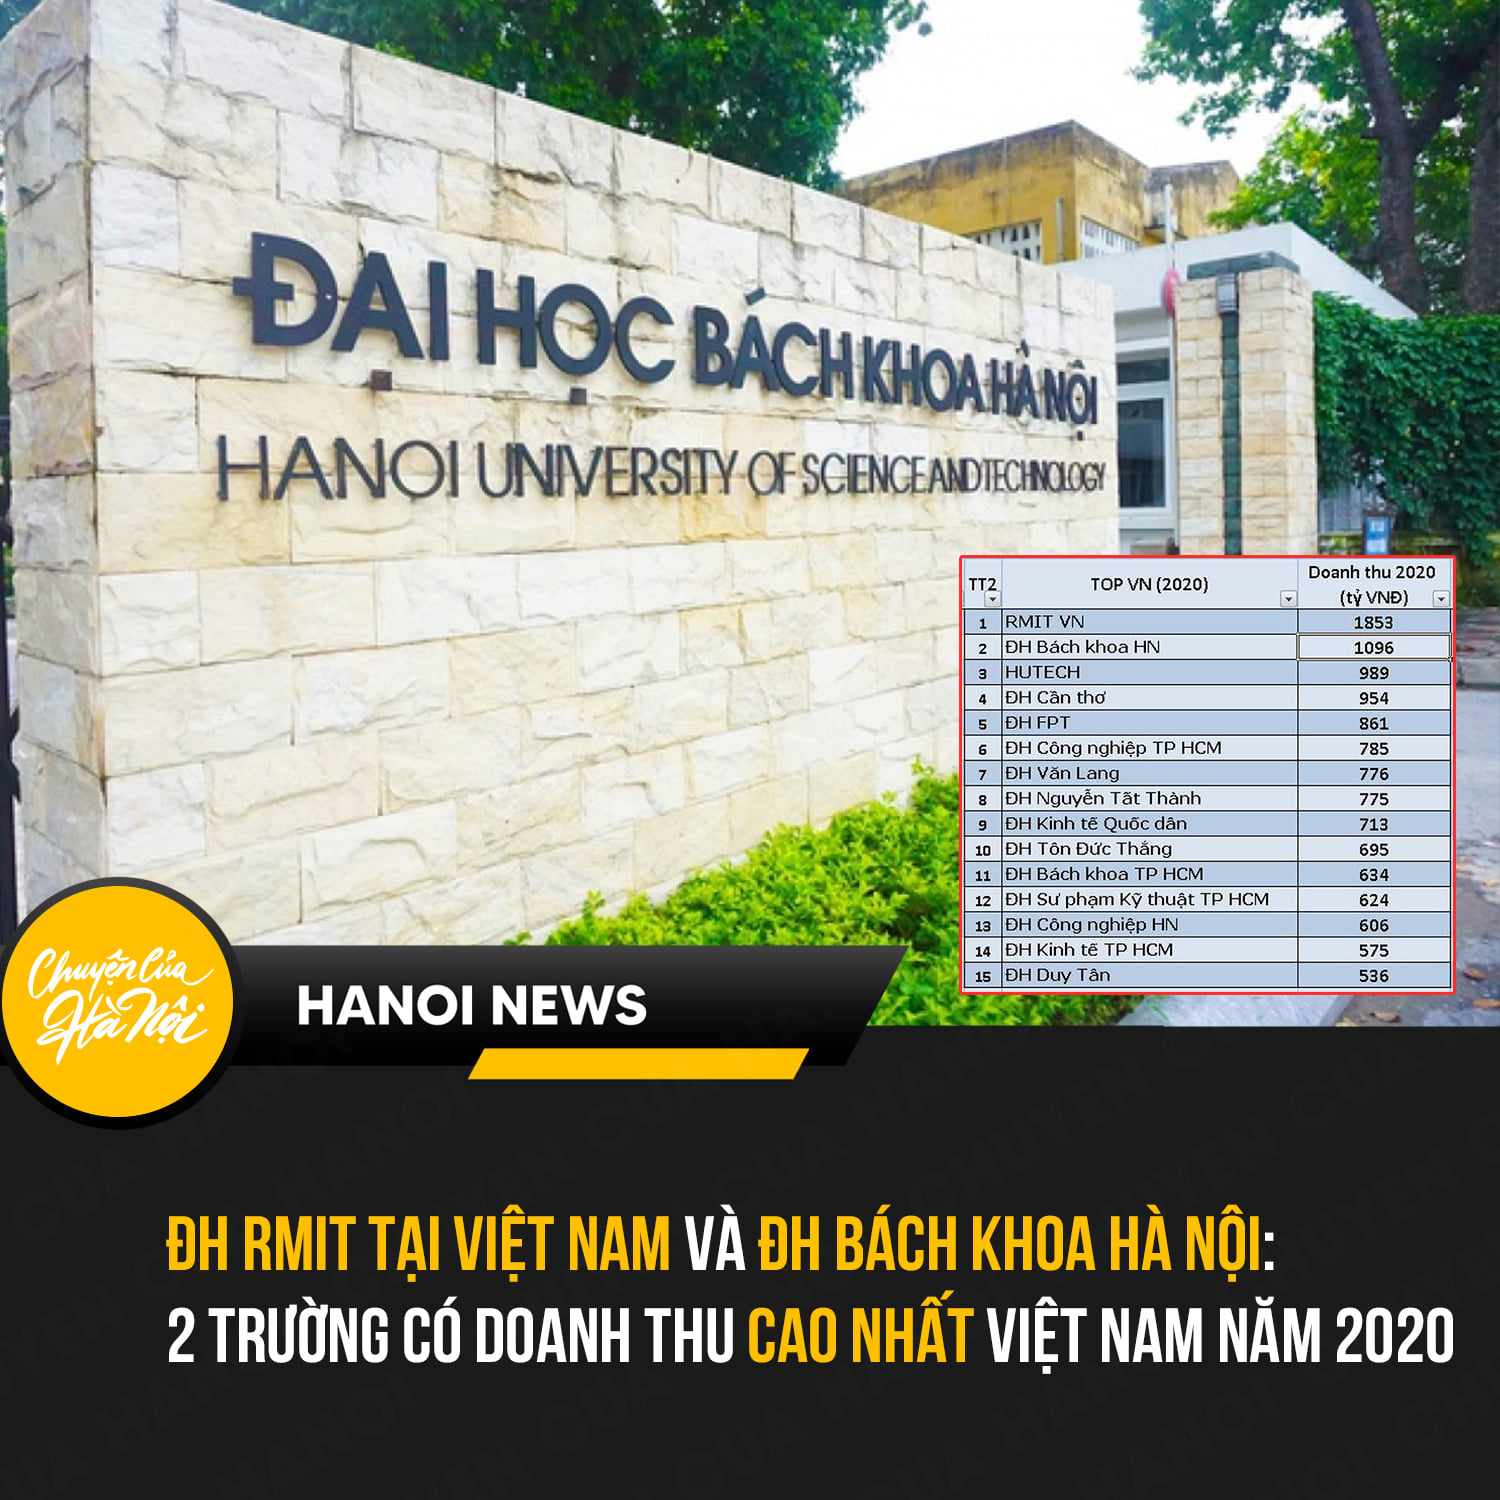 ĐẠI HỌC BÁCH KHOA HÀ NỘI
HANOI UNIVERSITY OF SCIENCE AND TECHNOLOGY
TT2 TOP VN (2020) Doanh thu 2020 (tỷ VNĐ)
1 RMIT VN 1853
2 ĐH Bách khoa HN 1096
3 HUTECH 989
4 ĐH Cần thơ 954
5 ĐH FPT 861
6 ĐH Công nghiệp TP HCM 785
7 ĐH Văn Lang 776
8 ĐH Nguyễn Tất Thành 775
9 ĐH Kinh tế Quốc dân 713
10 ĐH Tôn Đức Thắng 695
11 ĐH Bách khoa TP HCM 634
12 ĐH Sư phạm Kỹ thuật TP HCM 624
13 ĐH Công nghiệp HN 606
14 ĐH Kinh tế TP HCM 575
15 ĐH Duy Tân 536
Chuyện Của
Hà Nội
HANOI NEWS
ĐH RMIT TẠI VIỆT NAM VÀ ĐH BÁCH KHOA HÀ NỘI:
2 TRƯỜNG CÓ DOANH THU CAO NHẤT VIỆT NAM NĂM 2020